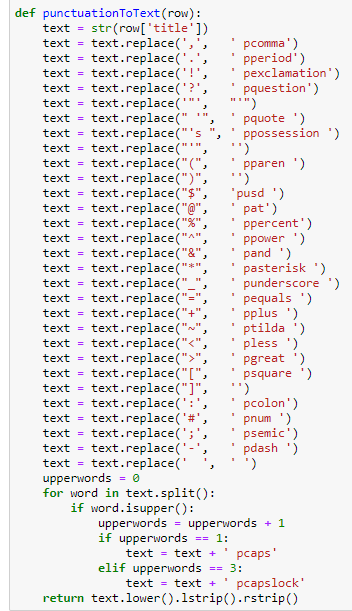 def punctuationToText(row):
    text = str(row['title'])
    text = text.replace(',',   ' pcomma')
    text = text.replace('.',   ' pperiod')
    text = text.replace('!',   ' pexclamation')
    text = text.replace('?',   ' pquestion')
    text = text.replace('"',   "'")
    text = text.replace(" '",  ' pquote ')
    text = text.replace("'s ", ' ppossession ')
    text = text.replace("'",   '')
    text = text.replace("(",   ' pparen ')
    text = text.replace(")",   '')
    text = text.replace("$",   'pusd ')
    text = text.replace("@",   ' pat')
    text = text.replace("%",   ' ppercent')
    text = text.replace("^",   ' ppower ')
    text = text.replace("&",   ' pand ')
    text = text.replace("*",   ' pasterisk ')
    text = text.replace("_",   ' punderscore ')
    text = text.replace("=",   ' pequals ')
    text = text.replace("+",   ' pplus ')
    text = text.replace("~",   ' ptilda ')
    text = text.replace("<",   ' pless ')
    text = text.replace(">",   ' pgreat ')
    text = text.replace("[",   ' psquare ')
    text = text.replace("]",   '')
    text = text.replace(':',   ' pcolon')
    text = text.replace('#',   ' pnum ')
    text = text.replace(';',   ' psemic')
    text = text.replace('-',   ' pdash ')
    text = text.replace('  ',  ' ')
    upperwords = 0
    for word in text.split():
        if word.isupper():
            upperwords = upperwords + 1
            if upperwords == 1:
                text = text + ' pcaps'
            elif upperwords == 3:
                text = text + ' pcapslock'
    return text.lower().lstrip().rstrip()